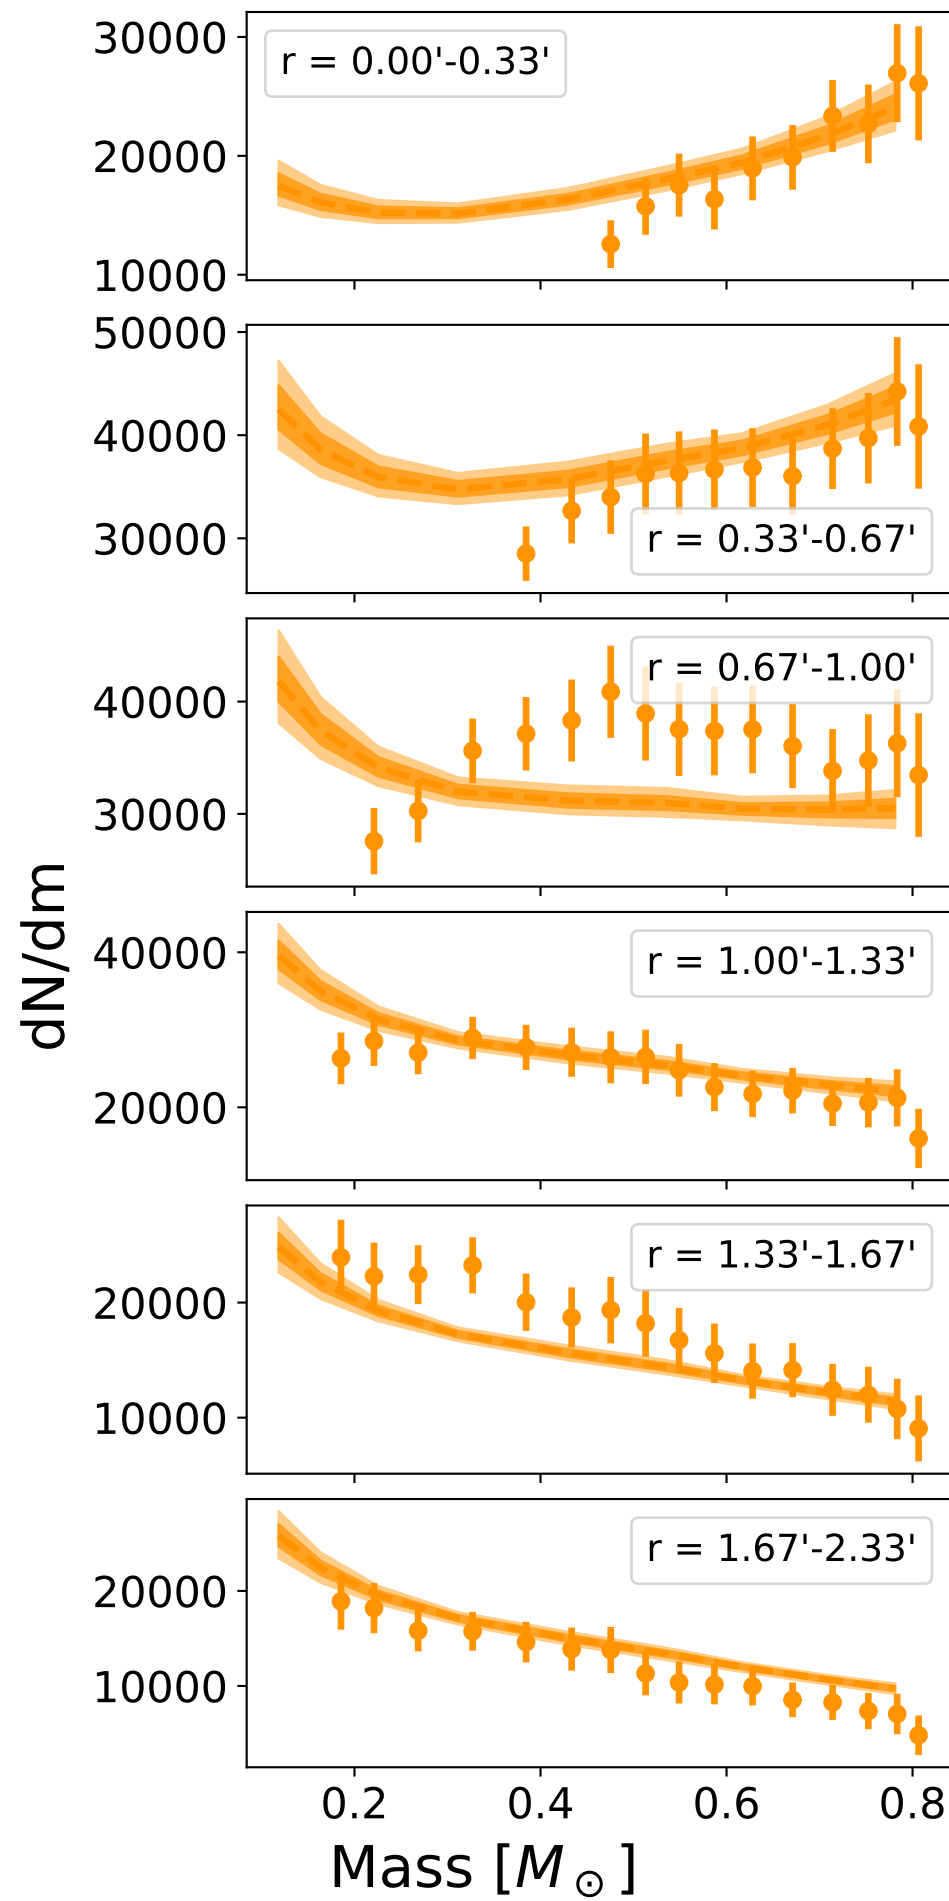 30000
r = 0.00'-0.33'
20000
10000
50000
40000
30000
r = 0.33'-0.67'
r = 0.67'-1.00'
40000
30000
dN/dm
40000
r = 1.00'-1.33'
20000
r = 1.33'-1.67'
20000
10000
r = 1.67'-2.33'
20000
10000
0.2 0.4 0.6 0.8
Mass [M⊙]